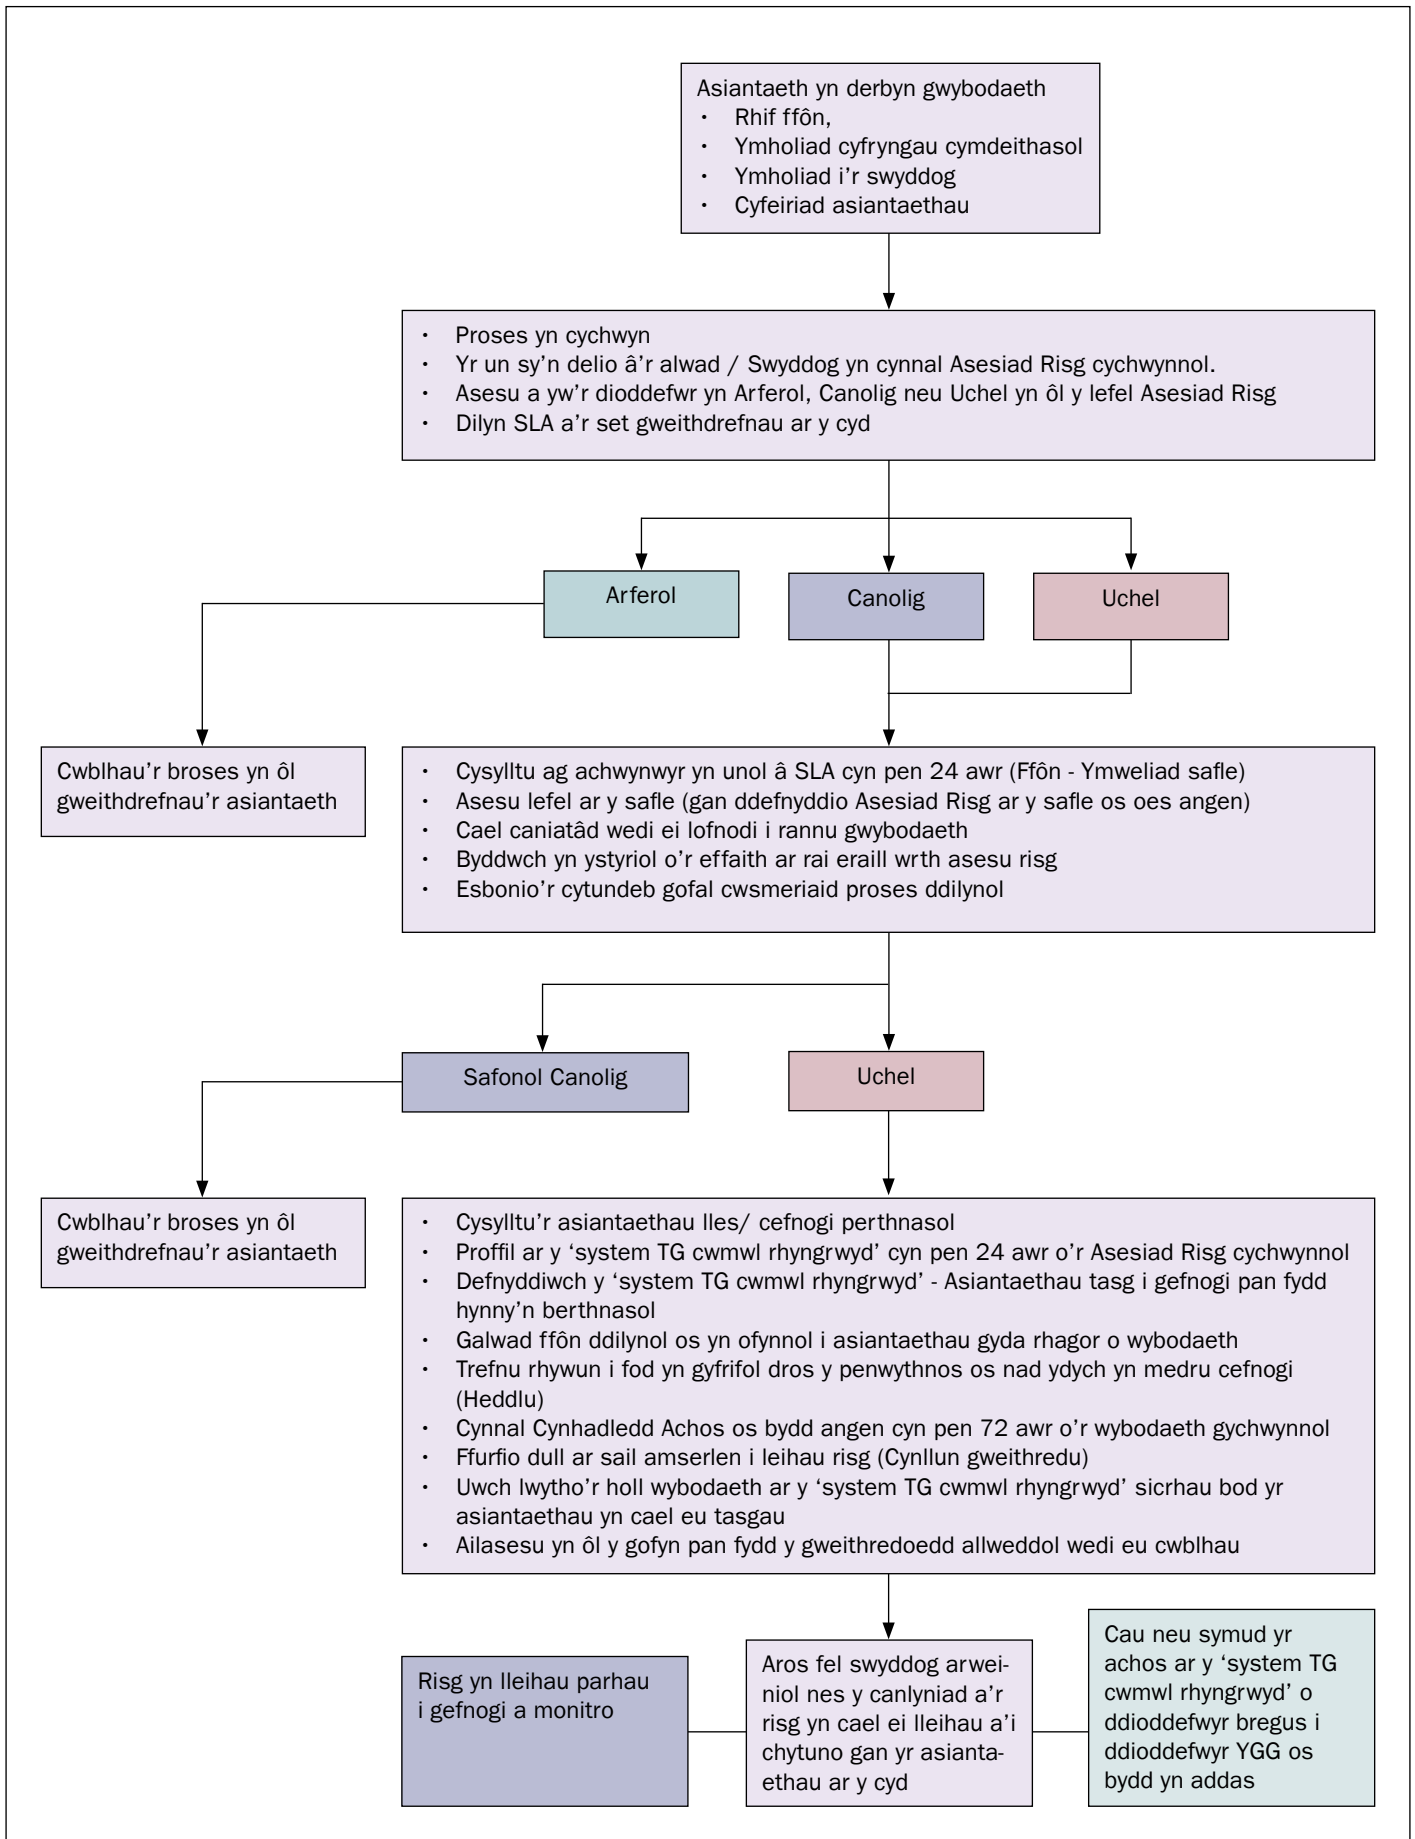 Asiantaeth yn derbyn gwybodaeth
· Rhif ffôn,
· Ymholiad cyfryngau cymdeithasol
· Ymholiad i’r swyddog
· Cyfeiriad asiantaethau
· Proses yn cychwyn
· Yr un sy’n delio â’r alwad / Swyddog yn cynnal Asesiad Risg cychwynnol.
· Asesu a yw’r dioddefwr yn Arferol, Canolig neu Uchel yn ôl y lefel Asesiad Risg
· Dilyn SLA a’r set gweithdrefnau ar y cyd
Arferol
Canolig
Uchel
Cwblhau’r broses yn ôl
gweithdrefnau’r asiantaeth
· Cysylltu ag achwynwyr yn unol â SLA cyn pen 24 awr (Ffôn - Ymweliad safle)
· Asesu lefel ar y safle (gan ddefnyddio Asesiad Risg ar y safle os oes angen)
· Cael caniatâd wedi ei lofnodi i rannu gwybodaeth
· Byddwch yn ystyriol o’r effaith ar rai eraill wrth asesu risg
· Esbonio’r cytundeb gofal cwsmeriaid proses ddilynol
Safonol Canolig
Uchel
Cwblhau’r broses yn ôl
gweithdrefnau’r asiantaeth
· Cysylltu’r asiantaethau lles/ cefnogi perthnasol
· Proffil ar y ‘system TG cwmwl rhyngrwyd’ cyn pen 24 awr o’r Asesiad Risg cychwynnol
· Defnyddiwch y ‘system TG cwmwl rhyngrwyd’ - Asiantaethau tasg i gefnogi pan fydd
hynny’n berthnasol
· Galwad ffôn ddilynol os yn ofynnol i asiantaethau gyda rhagor o wybodaeth
· Trefnu rhywun i fod yn gyfrifol dros y penwythnos os nad ydych yn medru cefnogi
(Heddlu)
· Cynnal Cynhadledd Achos os bydd angen cyn pen 72 awr o’r wybodaeth gychwynnol
· Ffurfio dull ar sail amserlen i leihau risg (Cynllun gweithredu)
· Uwch lwytho’r holl wybodaeth ar y ‘system TG cwmwl rhyngrwyd’ sicrhau bod yr
asiantaethau yn cael eu tasgau
· Ailasesu yn ôl y gofyn pan fydd y gweithredoedd allweddol wedi eu cwblhau
Risg yn lleihau parhau
i gefnogi a monitro
Aros fel swyddog arwei-
niol nes y canlyniad a’r
risg yn cael ei lleihau a’i
chytuno gan yr asianta-
ethau ar y cyd
Cau neu symud yr
achos ar y ‘system TG
cwmwl rhyngrwyd’ o
ddioddefwyr bregus i
ddioddefwyr YGG os
bydd yn addas